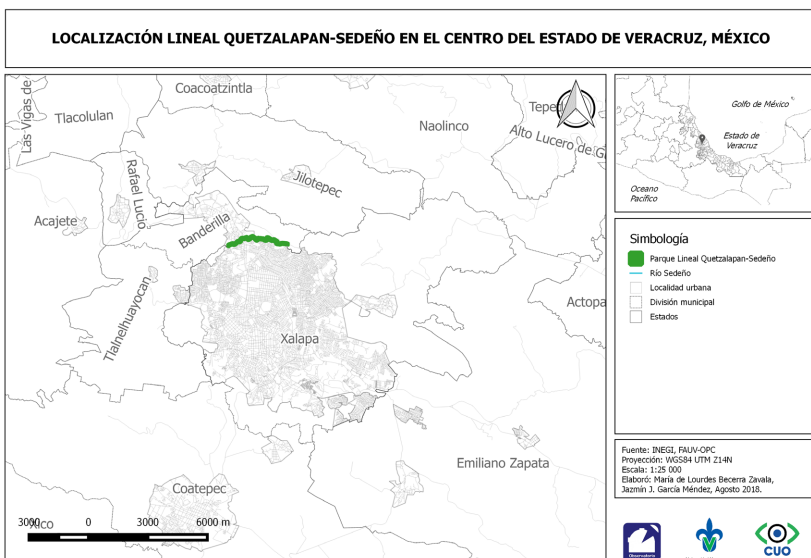 LOCALIZACIÓN LINEAL QUETZALAPAN-SEDEÑO EN EL CENTRO DEL ESTADO DE VERACRUZ, MÉXICO
Las Vigas de
Tlacolulan
Coacoatzintla
Naolinco
Alto Lucero de G
Rafael Lucio
Jilotepec
Acajete
Banderilla
Tlalnelhuayocan
Actopa
Xalapa
Emiliano Zapata
Coatepec
Xico
3000 0 3000 6000 m
Golfo de México
Estado de
Veracruz
Oceano
Pacífico
Simbología
Parque Lineal Quetzalapan-Sedeño
Río Sedeño
Localidad urbana
División municipal
Estados
Fuente: INEGI, FAUV-OPC
Proyección: WGS84 UTM Z14N
Escala: 1:25 000
Elaboró: María de Lourdes Becerra Zavala,
Jazmín J. García Méndez, Agosto 2018.
Observatorio
CUO